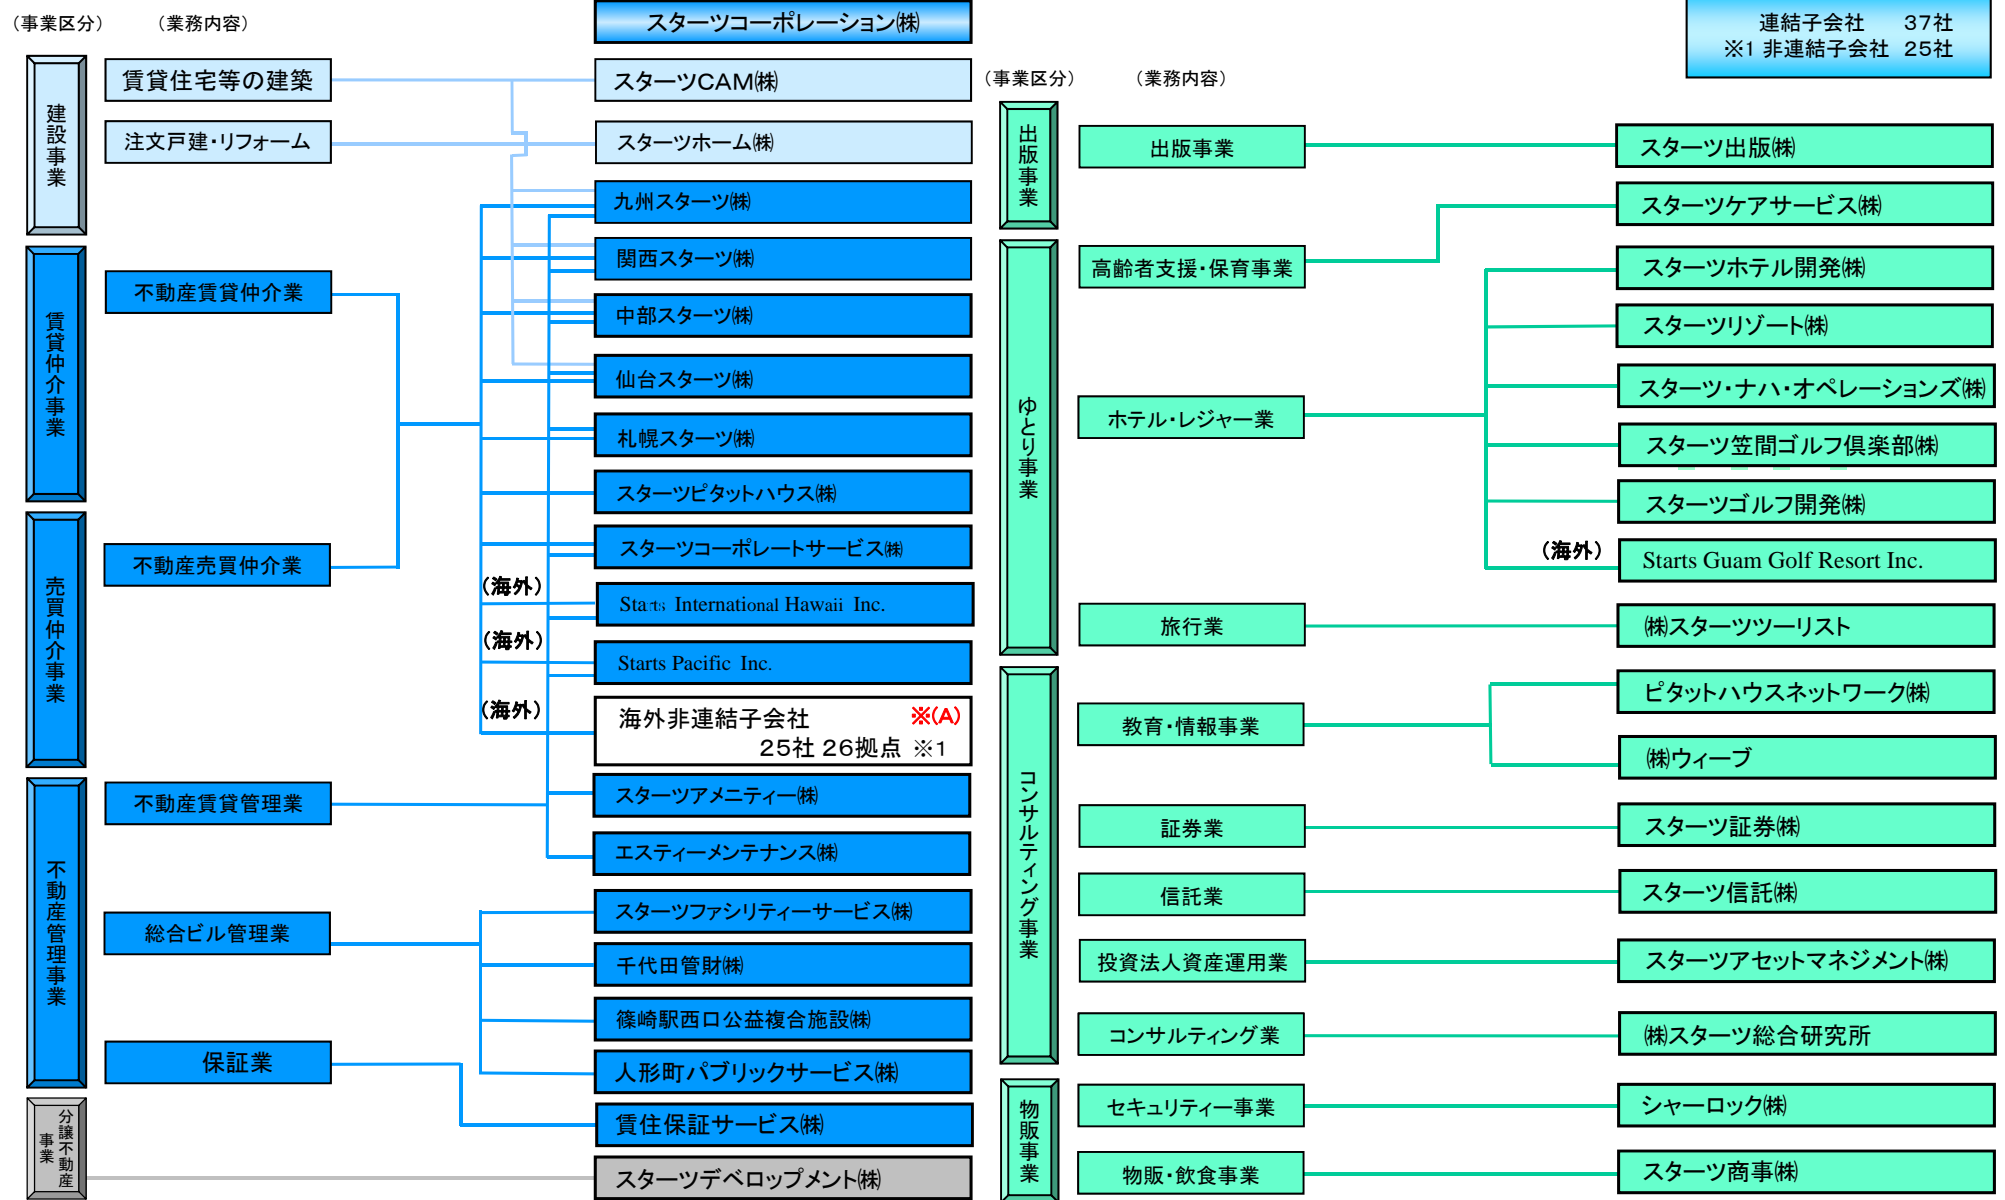 （事業区分）
（業務内容）
スターツコーポレーション㈱
連結子会社 37社
※1 非連結子会社 25社
建設事業
賃貸住宅等の建築
スターツCAM㈱
注文戸建・リフォーム
スターツホーム㈱
九州スターツ㈱
関西スターツ㈱
中部スターツ㈱
仙台スターツ㈱
札幌スターツ㈱
スターツピタットハウス㈱
スターツコーポレートサービス㈱
賃貸仲介事業
不動産賃貸仲介業
売買仲介事業
不動産売買仲介業
（海外）
Starts International Hawaii Inc.
（海外）
Starts Pacific Inc.
（海外）
海外非連結子会社 ※(A)
25社 26拠点 ※1
不動産管理事業
不動産賃貸管理業
スターツアメニティー㈱
エスティーメンテナンス㈱
総合ビル管理業
スターツファシリティーサービス㈱
千代田管財㈱
篠崎駅西口公益複合施設㈱
人形町パブリックサービス㈱
保証業
賃住保証サービス㈱
分譲不動産
事業
スターツデベロップメント㈱
（事業区分）
（業務内容）
出版事業
出版事業
スターツ出版㈱
ゆとり事業
高齢者支援・保育事業
スターツケアサービス㈱
ホテル・レジャー業
スターツホテル開発㈱
スターツリゾート㈱
スターツ・ナハ・オペレーションズ㈱
スターツ笠間ゴルフ倶楽部㈱
スターツゴルフ開発㈱
（海外）
Starts Guam Golf Resort Inc.
旅行業
㈱スターツツーリスト
コンサルティング事業
教育・情報事業
ピタットハウスネットワーク㈱
㈱ウィーブ
証券業
スターツ証券㈱
信託業
スターツ信託㈱
投資法人資産運用業
スターツアセットマネジメント㈱
コンサルティング業
㈱スターツ総合研究所
物販事業
セキュリティー事業
シャーロック㈱
物販・飲食事業
スターツ商事㈱